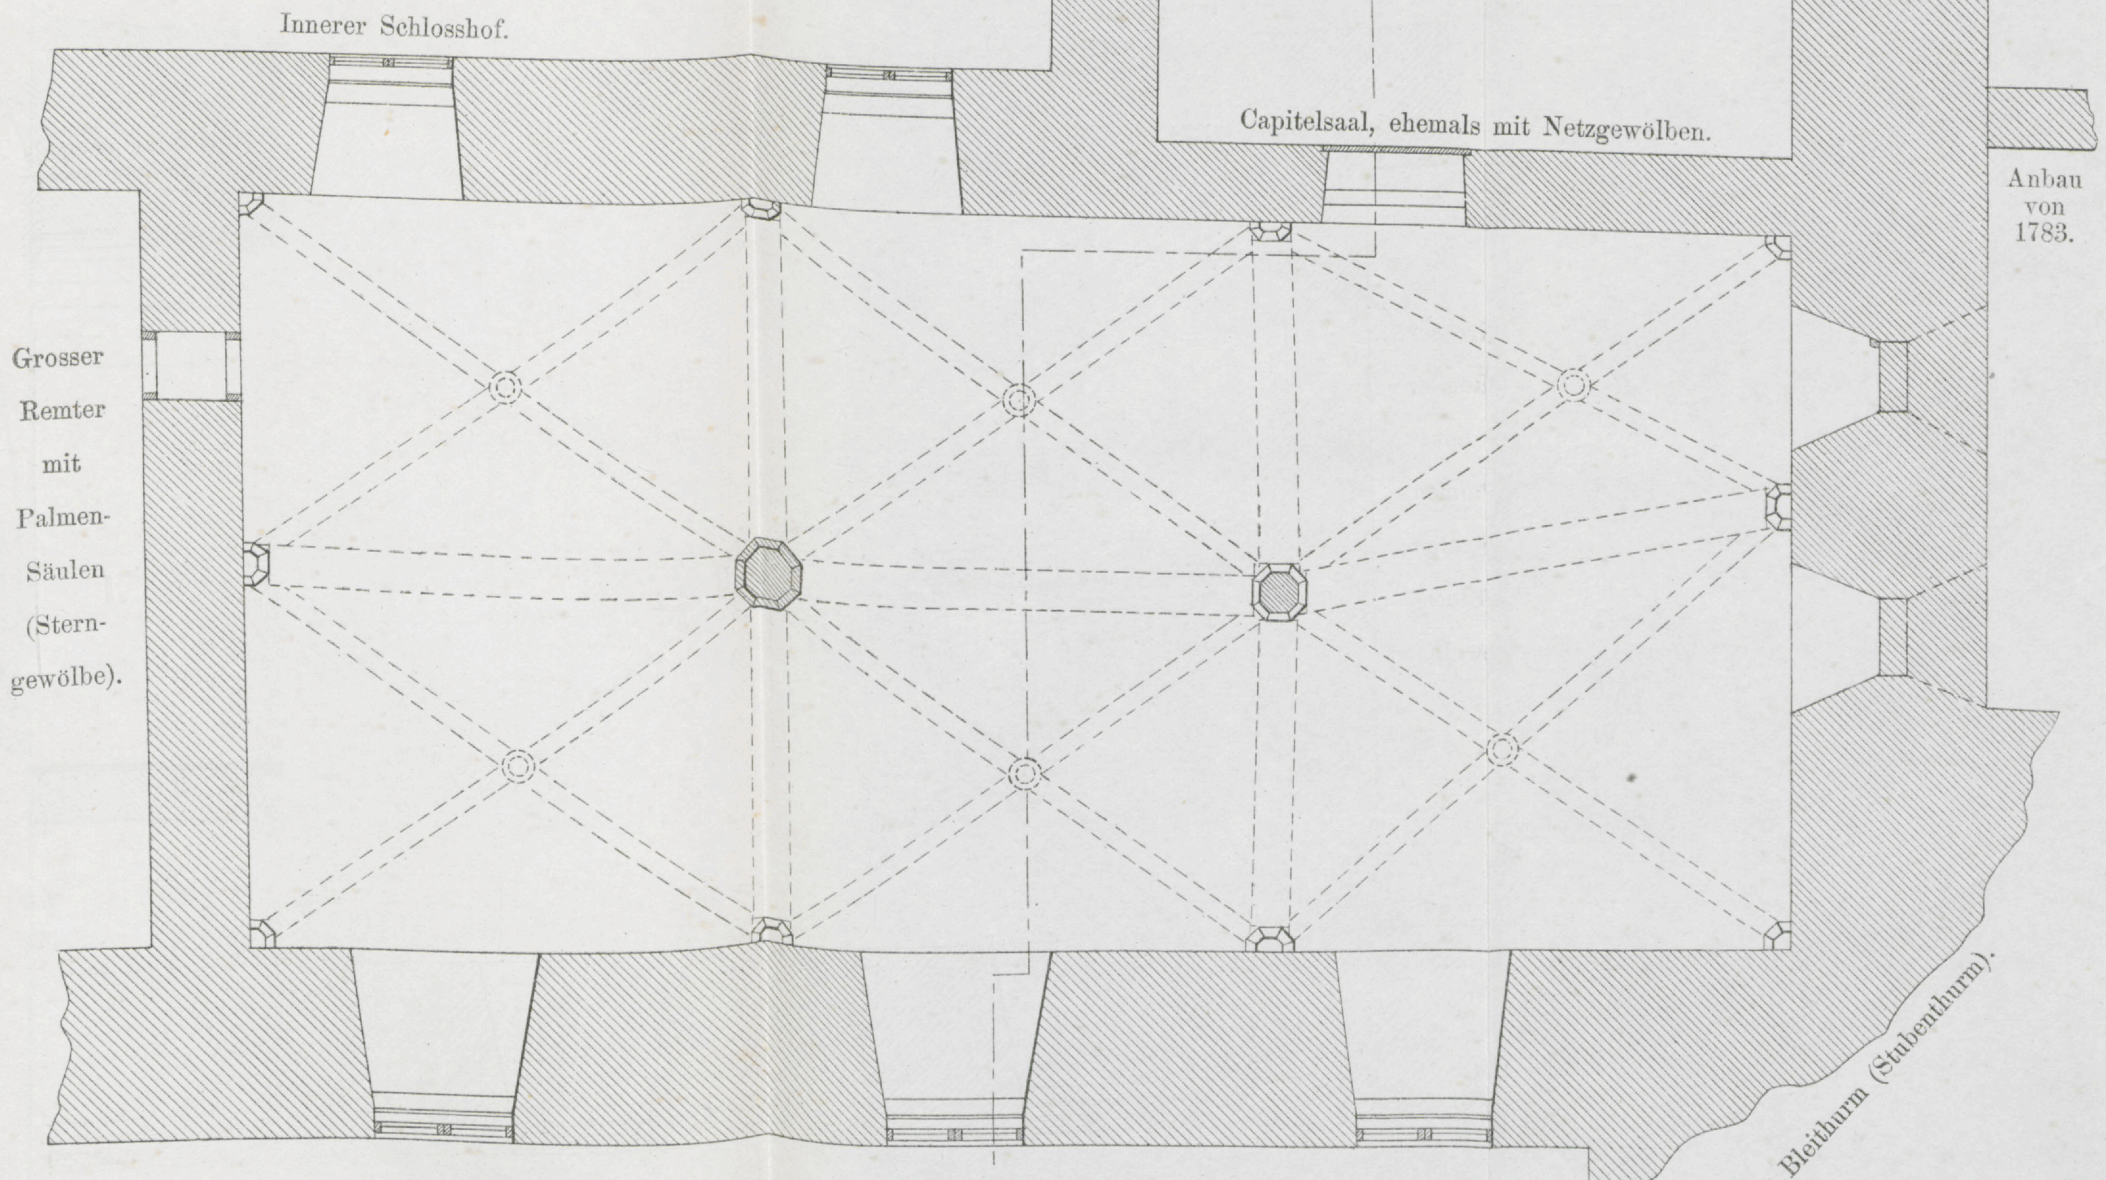 Innerer Schlosshof.
Capitelsaal, ehemals mit Netzgewölben.
Anbau
von
1783.
Grosser
Remter
mit
Palmen-
Säulen
(Stern-
gewölbe).
Bleithurm (Stubenthurm).